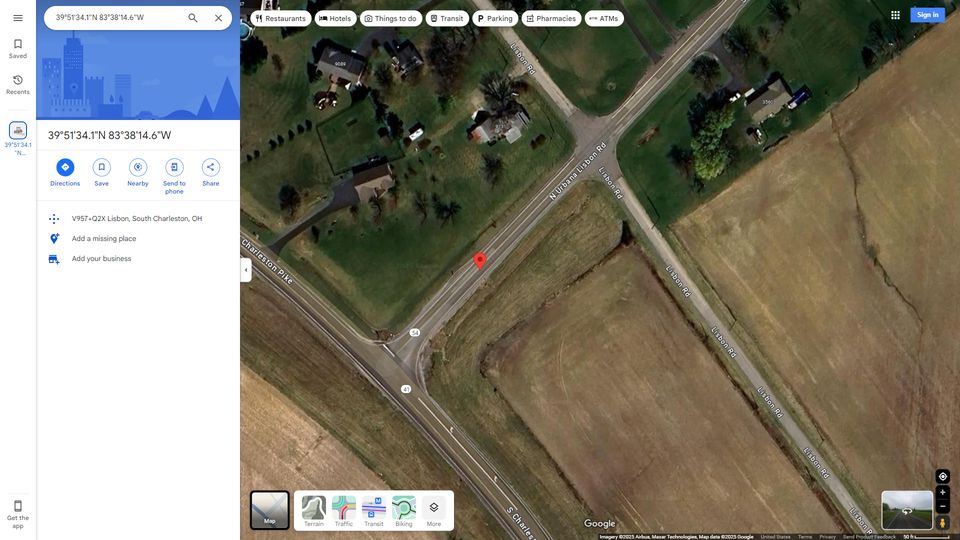 39°51'34.1"N 83°38'14.6"W
Restaurants
Hotels
Things to do
Transit
Parking
Pharmacies
ATMs
Sign in
Saved
Recents
39°51'34.1
"N...
39°51'34.1"N 83°38'14.6"W
Directions
Save
Nearby
Send to
phone
Share
V957+Q2X Lisbon, South Charleston, OH
Add a missing place
Add your business
Get the
app
Lisbon Rd
9089
3561
N Urbana Lisbon Rd
Lisbon Rd
Charleston Pike
54
41
Lisbon Rd
Lisbon Rd
Lisbon Rd
Lisbon Rd
S Charles
Map
Terrain
Traffic
Transit
Biking
More
Google
Imagery ©2025 Airbus, Maxar Technologies, Map data ©2025 Google
United States
Terms
Privacy
Send Product Feedback
50 ft